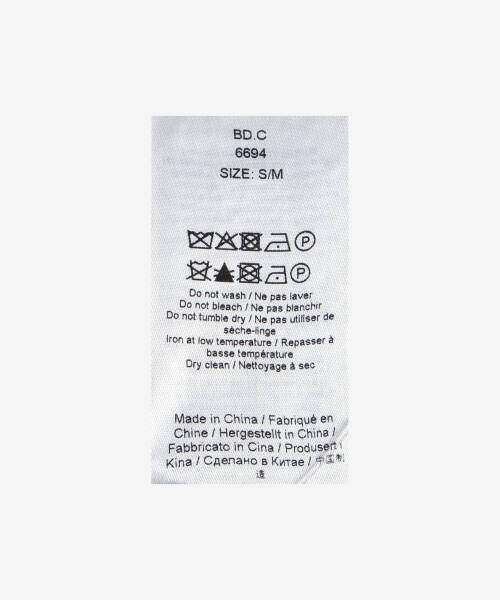 BD.C
6694
SIZE: S/M
Do not wash / Ne pas laver
Do not bleach / Ne pas blanchir
Do not tumble dry / Ne pas utiliser de
sèche-linge
Iron at low temperature / Repasser à
basse température
Dry clean / Nettoyage à sec
Made in China / Fabriqué en
Chine / Hergestellt in China /
Fabbricato in Cina / Produsert i
Kina / Сделано в Китае / 中国制
造